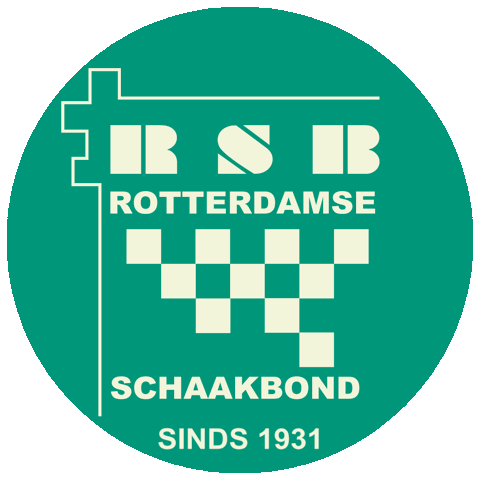 RSB
ROTTERDAMSE
SCHAAKBOND
SINDS 1931